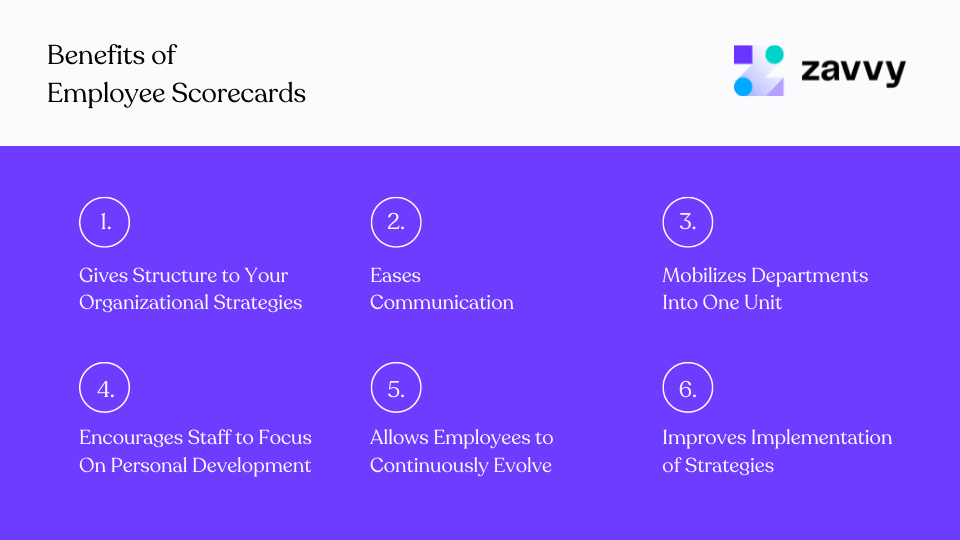 Benefits of
Employee Scorecards
zavvy
1.
Gives Structure to Your
Organizational Strategies
2.
Eases
Communication
3.
Mobilizes Departments
Into One Unit
4.
Encourages Staff to Focus
On Personal Development
5.
Allows Employees to
Continuously Evolve
6.
Improves Implementation
of Strategies